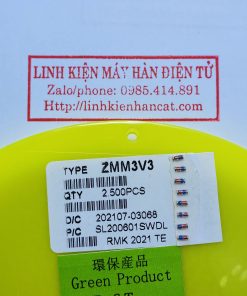 LINH KIỆN MÁY HÀN ĐIỆN TỬ
Zalo/phone: 0985.414.891
Http://linhkienhancat.com
TYPE ZMM3V3
QTY 2.500PCS
D/C 202107-03068
P/C SL200601SWDL
RMK 2021 TE
環保産品
Green Product